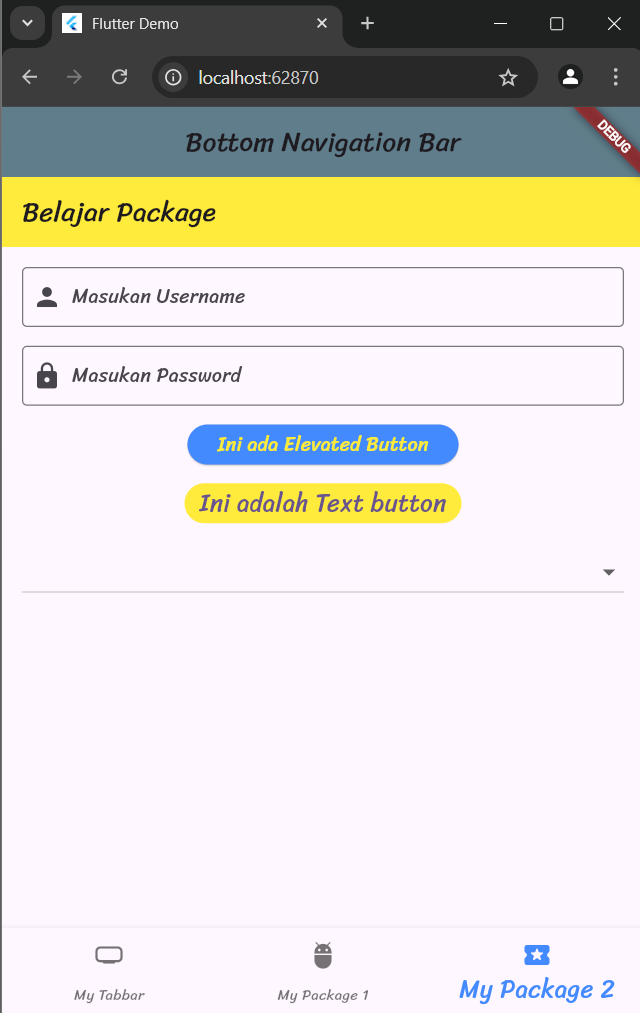 Flutter Demo
localhost:62870
Bottom Navigation Bar
DEBUG
Belajar Package
Masukan Username
Masukan Password
Ini ada Elevated Button
Ini adalah Text button
My Tabbar
My Package 1
My Package 2